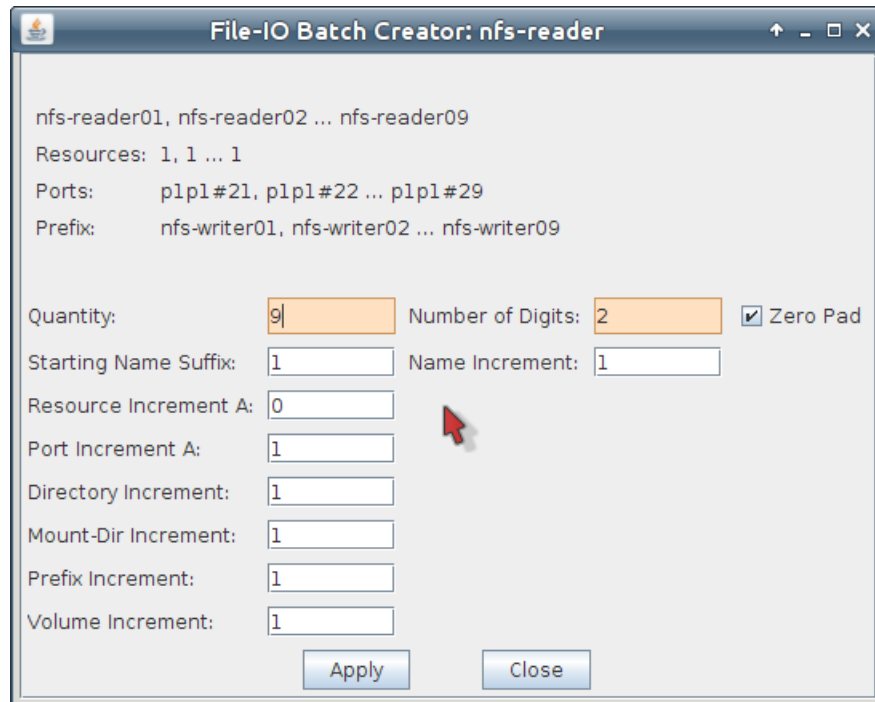 File-IO Batch Creator: nfs-reader
nfs-reader01, nfs-reader02 ... nfs-reader09
Resources: 1, 1 ... 1
Ports: p1p1#21, p1p1#22 ... p1p1#29
Prefix: nfs-writer01, nfs-writer02 ... nfs-writer09
Quantity: 9 Number of Digits: 2 Zero Pad
Starting Name Suffix: 1 Name Increment: 1
Resource Increment A: 0
Port Increment A: 1
Directory Increment: 1
Mount-Dir Increment: 1
Prefix Increment: 1
Volume Increment: 1
Apply Close